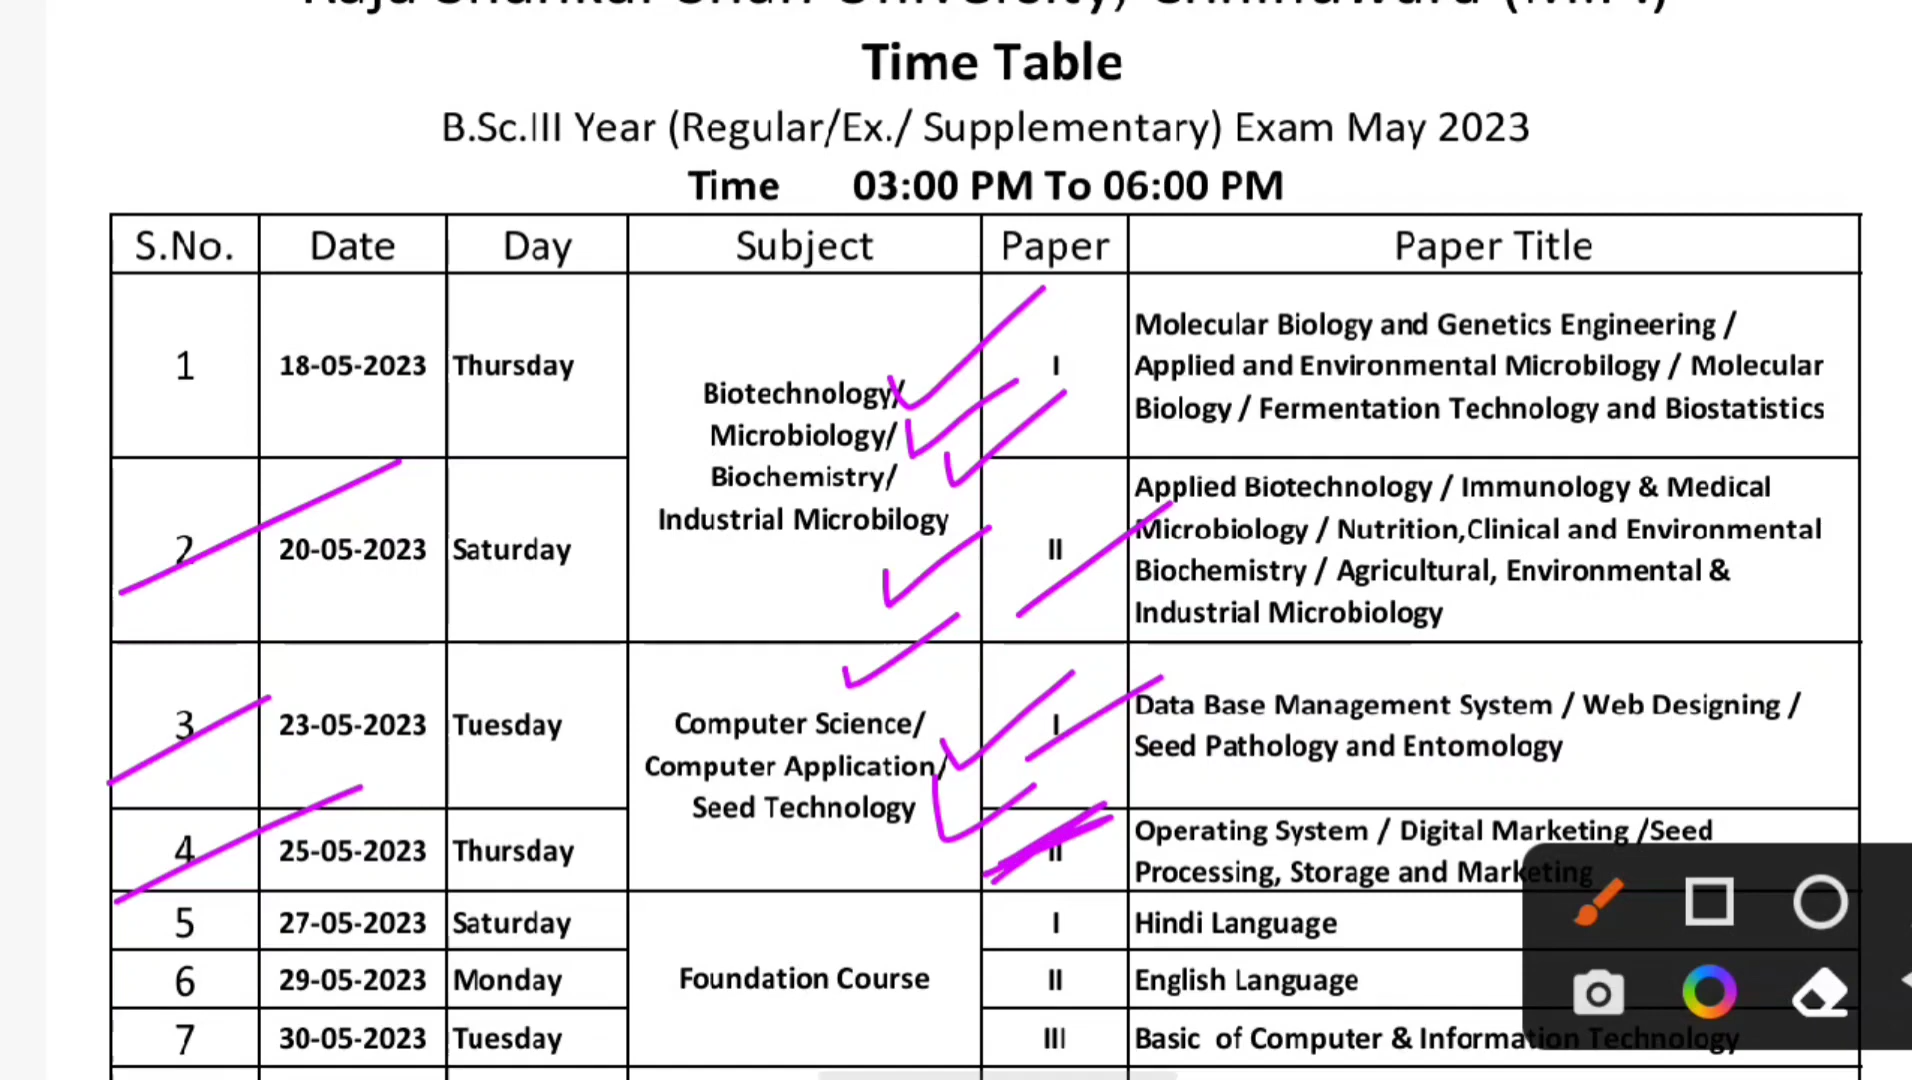 Time Table
B.Sc.III Year (Regular/Ex./ Supplementary) Exam May 2023
Time 03:00 PM To 06:00 PM
S.No. Date Day Subject Paper Paper Title
1 18-05-2023 Thursday I
Molecular Biology and Genetics Engineering /
Applied and Environmental Microbilogy / Molecular
Biology / Fermentation Technology and Biostatistics
Biotechnology/
Microbiology/
Biochemistry/
Industrial Microbilogy
2 20-05-2023 Saturday II
Applied Biotechnology / Immunology & Medical
Microbiology / Nutrition,Clinical and Environmental
Biochemistry / Agricultural, Environmental &
Industrial Microbiology
3 23-05-2023 Tuesday I
Data Base Management System / Web Designing /
Seed Pathology and Entomology
Computer Science/
Computer Application/
Seed Technology
4 25-05-2023 Thursday II
Operating System / Digital Marketing /Seed
Processing, Storage and Marketing
5 27-05-2023 Saturday I Hindi Language
Foundation Course
6 29-05-2023 Monday II English Language
7 30-05-2023 Tuesday III Basic of Computer & Information Technology